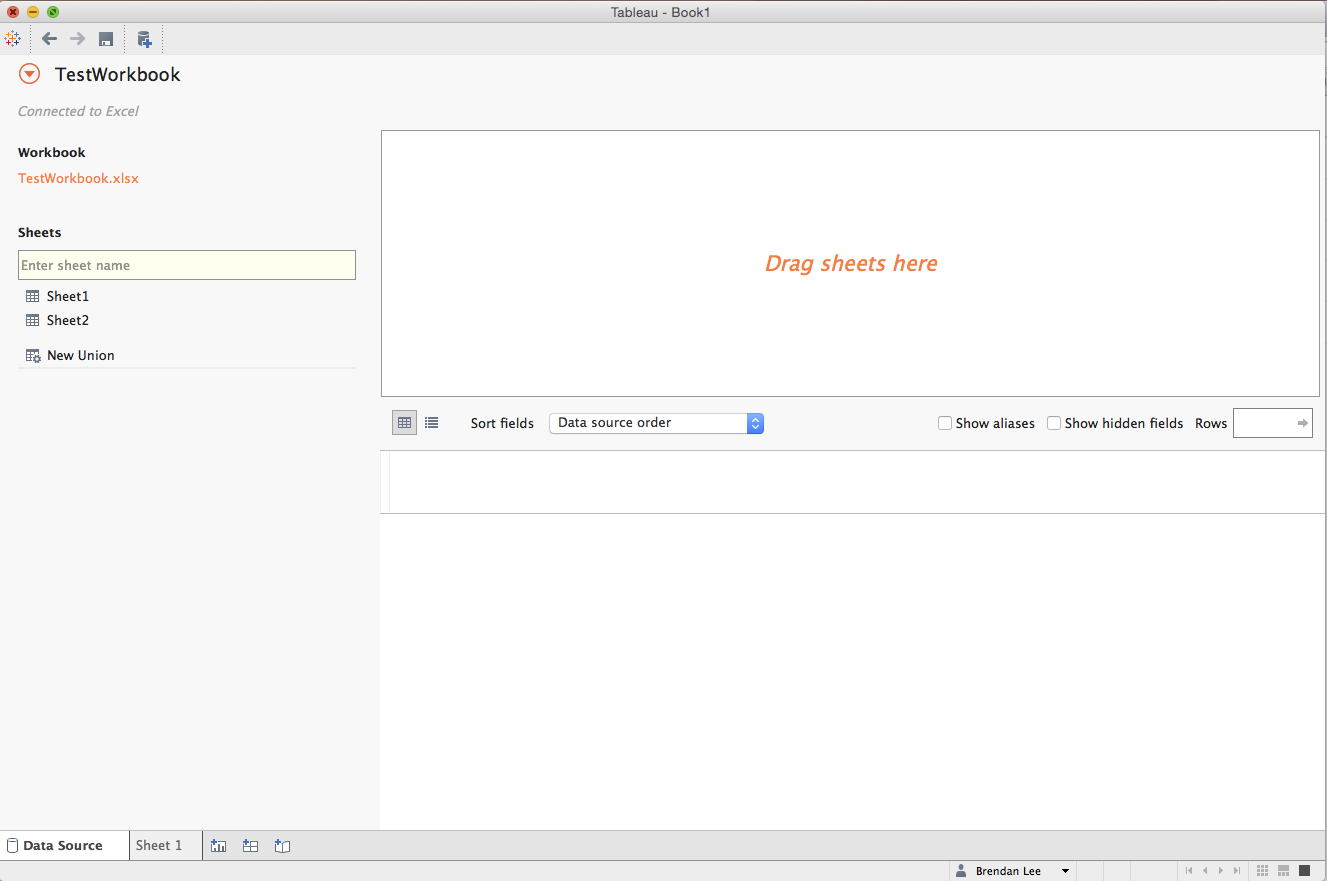 Tableau - Book1
TestWorkbook
Connected to Excel
Workbook
TestWorkbook.xlsx
Sheets
Enter sheet name
Sheet1
Sheet2
New Union
Drag sheets here
Sort fields Data source order Show aliases Show hidden fields Rows
Data Source Sheet 1
Brendan Lee